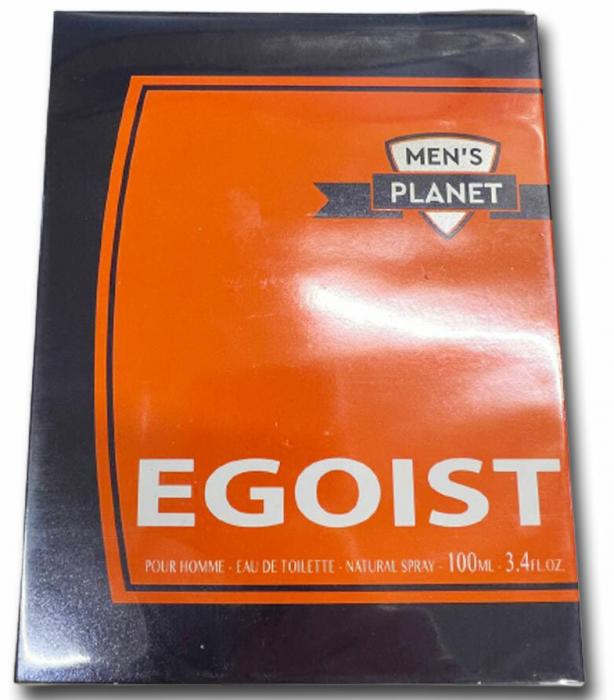 MEN'S
PLANET
EGOIST
POUR HOMME - EAU DE TOILETTE - NATURAL SPRAY - 100ML - 3.4FL.OZ.